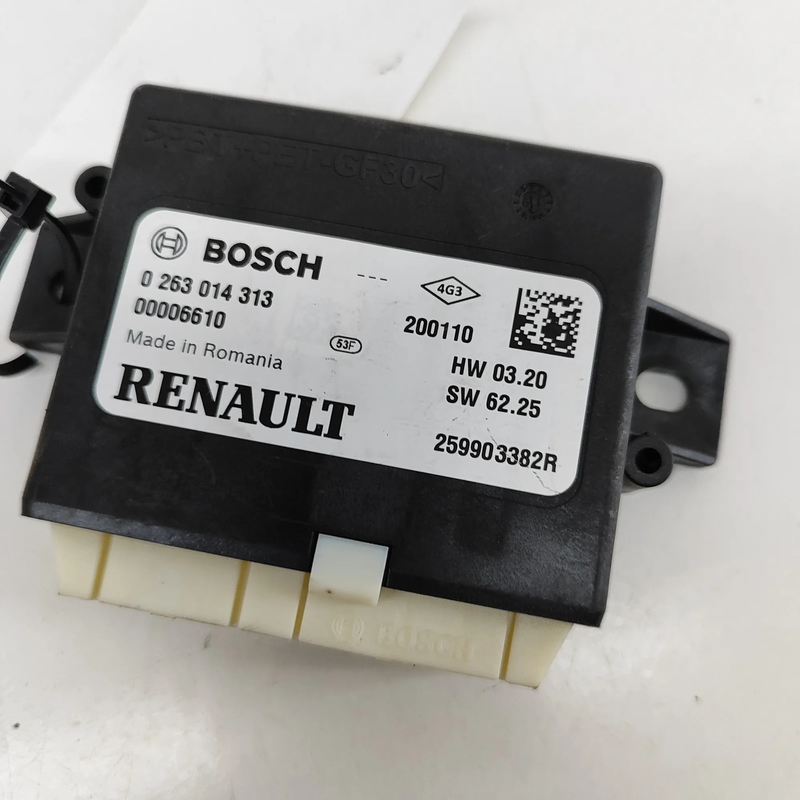 >PBT+PET-GF30<
BOSCH
---
0 263 014 313
00006610
Made in Romania
53F
RENAULT
4G3
200110
HW 03.20
SW 62.25
259903382R
BOSCH